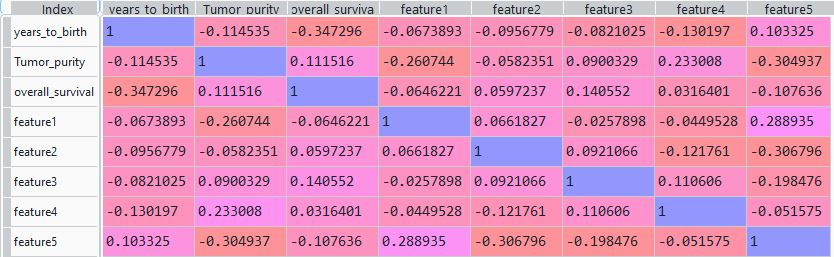 Index years_to_birth Tumor_purity overall_surviva feature1 feature2 feature3 feature4 feature5
years_to_birth 1 -0.114535 -0.347296 -0.0673893 -0.0956779 -0.0821025 -0.130197 0.103325
Tumor_purity -0.114535 1 0.111516 -0.260744 -0.0582351 0.0900329 0.233008 -0.304937
overall_survival -0.347296 0.111516 1 -0.0646221 0.0597237 0.140552 0.0316401 -0.107636
feature1 -0.0673893 -0.260744 -0.0646221 1 0.0661827 -0.0257898 -0.0449528 0.288935
feature2 -0.0956779 -0.0582351 0.0597237 0.0661827 1 0.0921066 -0.121761 -0.306796
feature3 -0.0821025 0.0900329 0.140552 -0.0257898 0.0921066 1 0.110606 -0.198476
feature4 -0.130197 0.233008 0.0316401 -0.0449528 -0.121761 0.110606 1 -0.051575
feature5 0.103325 -0.304937 -0.107636 0.288935 -0.306796 -0.198476 -0.051575 1